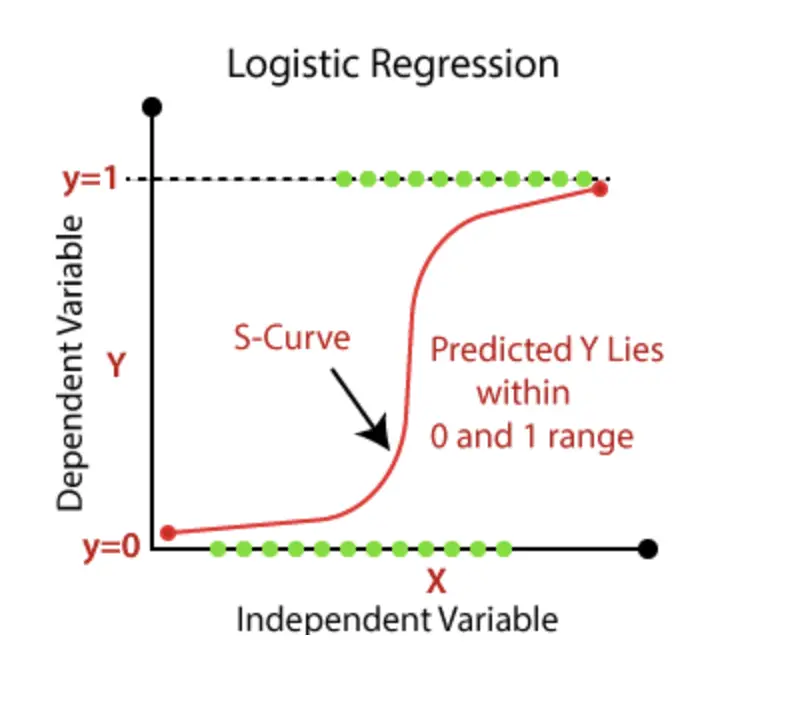 Logistic Regression
y=1
Dependent Variable
Y
S-Curve
Predicted Y Lies
within
0 and 1 range
y=0
X
Independent Variable